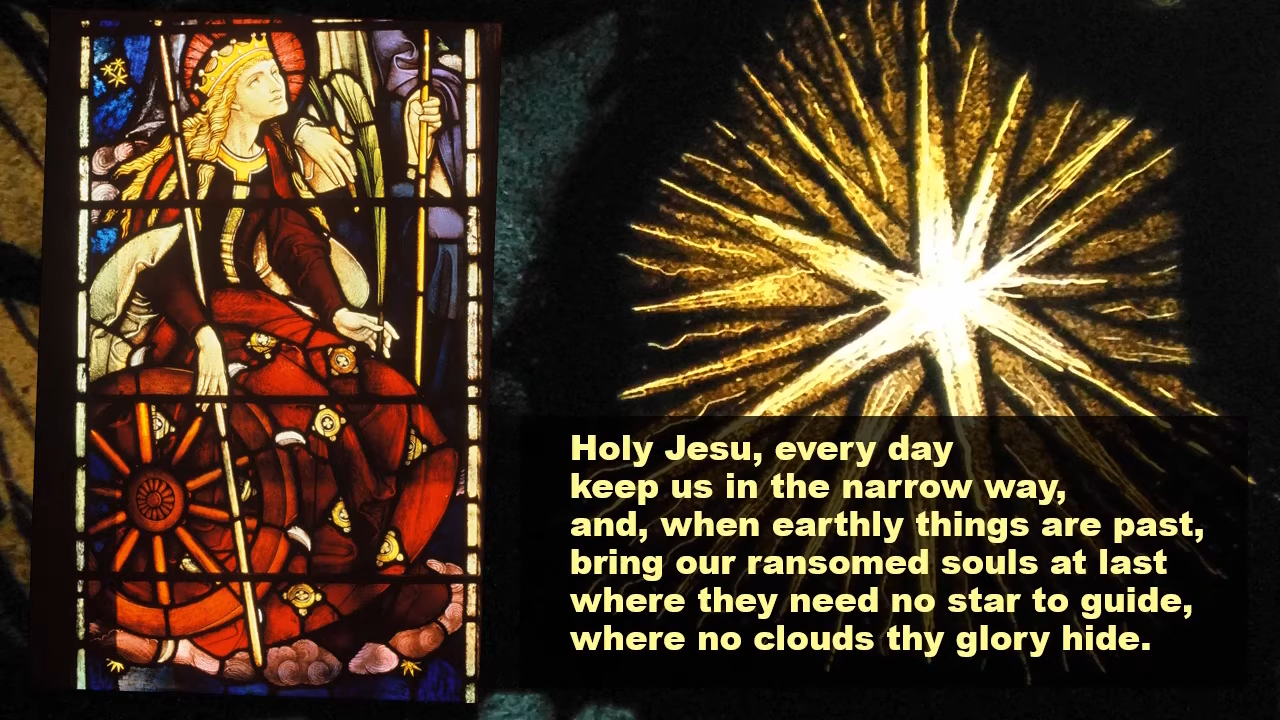 Holy Jesu, every day
keep us in the narrow way,
and, when earthly things are past,
bring our ransomed souls at last
where they need no star to guide,
where no clouds thy glory hide.